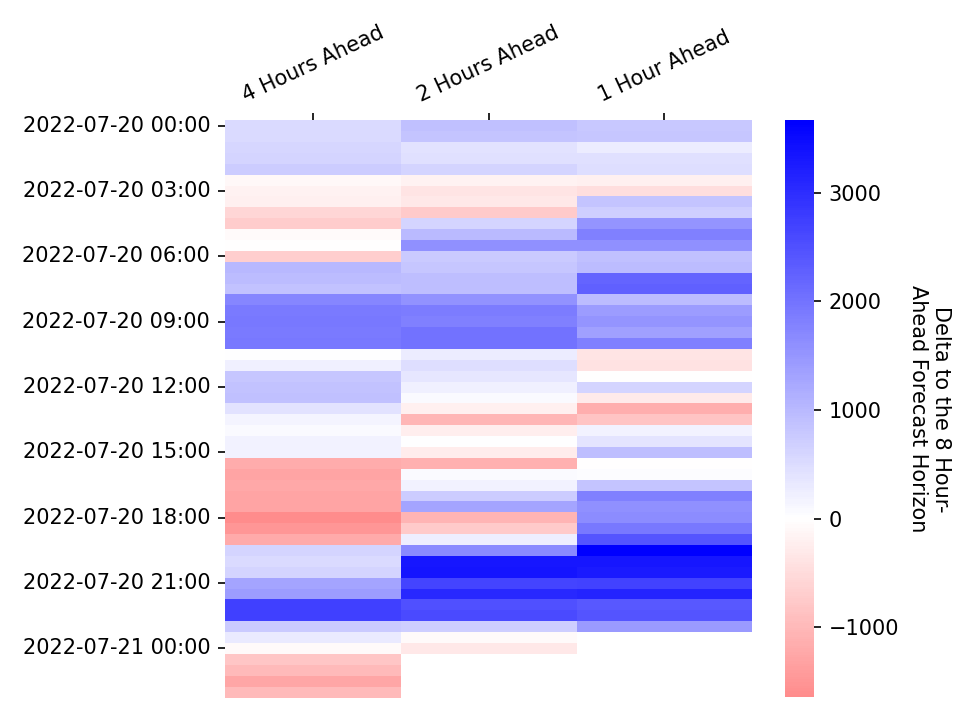 4 Hours Ahead
2 Hours Ahead
1 Hour Ahead
2022-07-20 00:00
2022-07-20 03:00
2022-07-20 06:00
2022-07-20 09:00
2022-07-20 12:00
2022-07-20 15:00
2022-07-20 18:00
2022-07-20 21:00
2022-07-21 00:00
3000
2000
1000
0
−1000
Delta to the 8 Hour-
Ahead Forecast Horizon